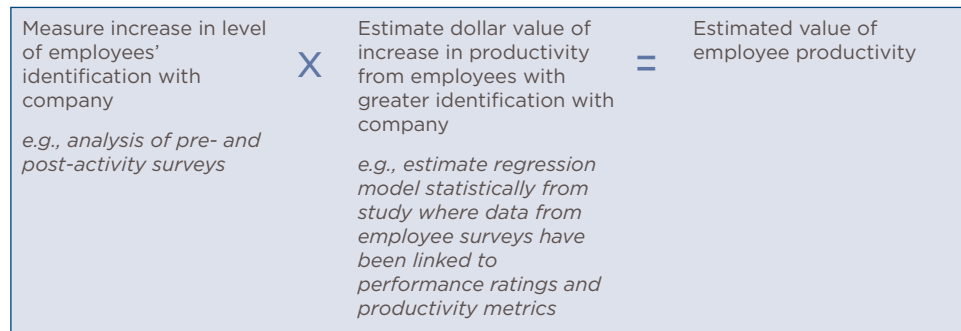 Measure increase in level
of employees’
identification with
company
e.g., analysis of pre- and
post-activity surveys
X
Estimate dollar value of
increase in productivity
from employees with
greater identification with
company
e.g., estimate regression
model statistically from
study where data from
employee surveys have
been linked to
performance ratings and
productivity metrics
=
Estimated value of
employee productivity